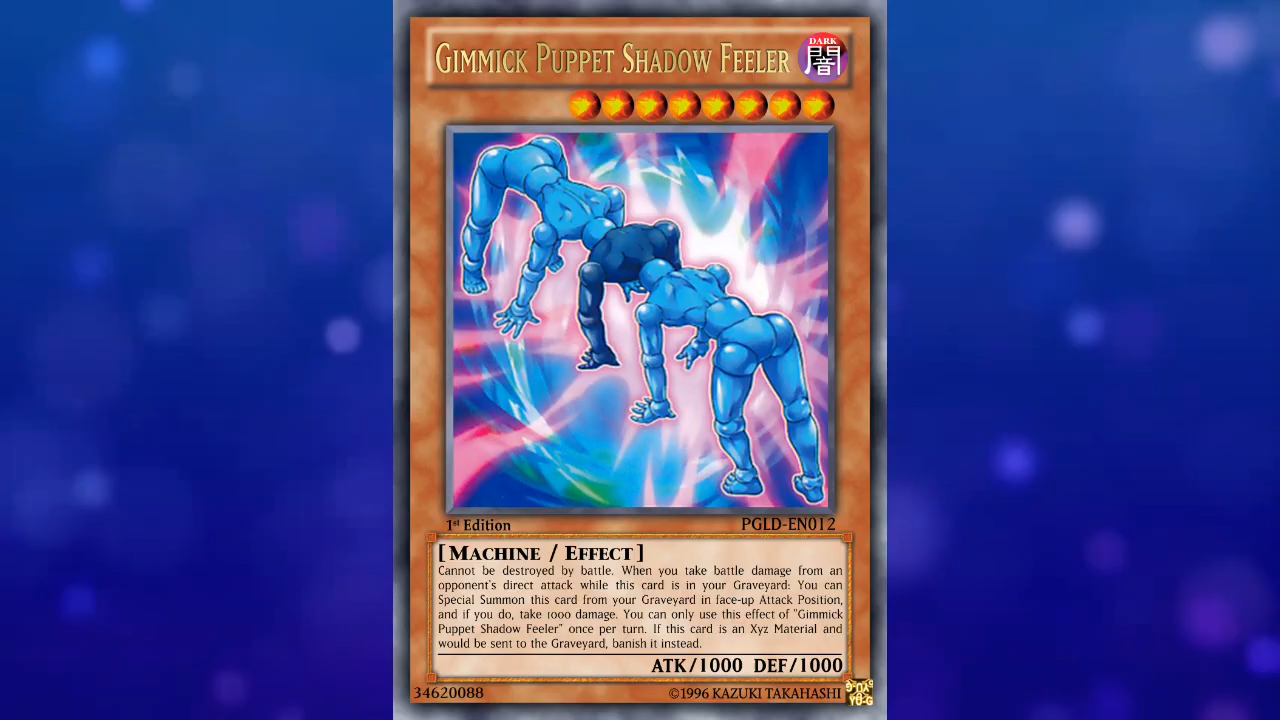 GIMMICK PUPPET SHADOW FEELER
DARK
闇
1st Edition
PGLD-EN012
[MACHINE / EFFECT]
Cannot be destroyed by battle. When you take battle damage from an
opponent's direct attack while this card is in your Graveyard: You can
Special Summon this card from your Graveyard in face-up Attack Position,
and if you do, take 1000 damage. You can only use this effect of "Gimmick
Puppet Shadow Feeler" once per turn. If this card is an Xyz Material and
would be sent to the Graveyard, banish it instead.
ATK/1000 DEF/1000
34620088
©1996 KAZUKI TAKAHASHI